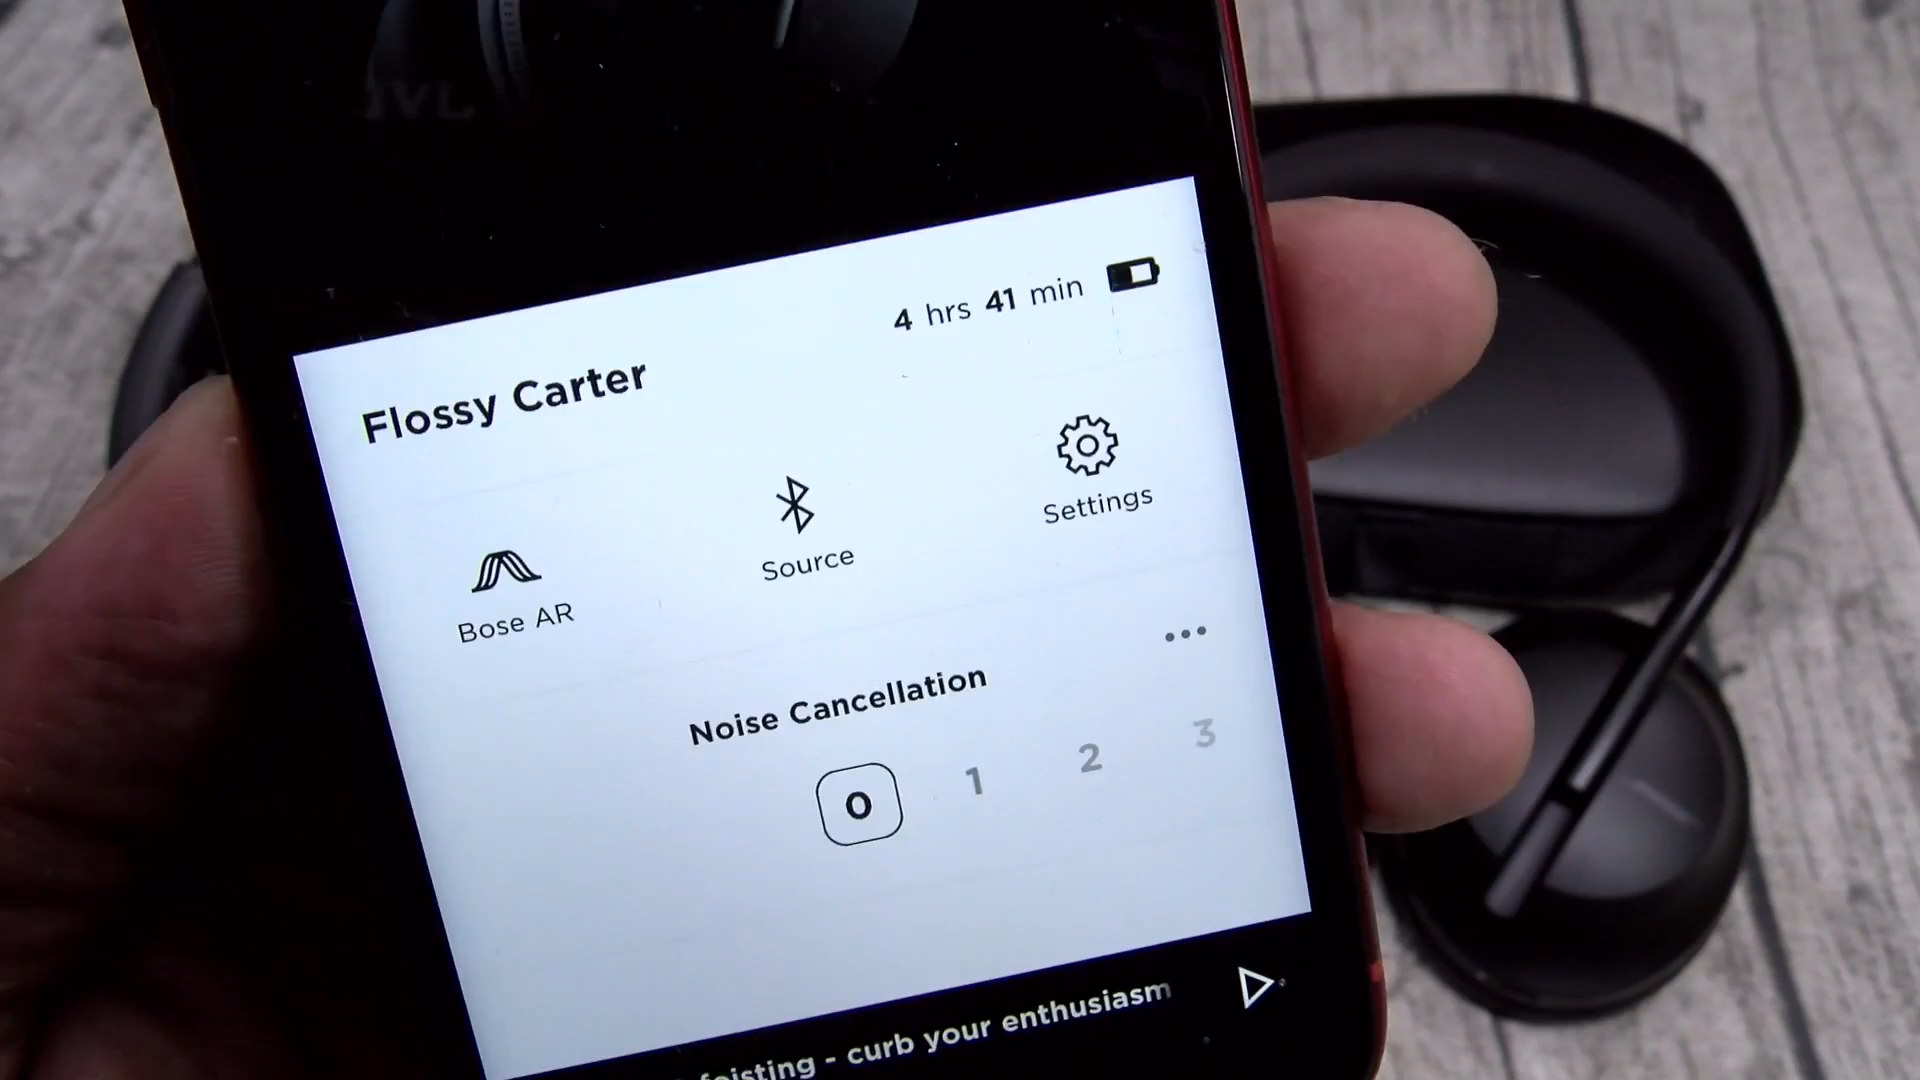 4 hrs 41 min
Flossy Carter
Bose AR
Source
Settings
Noise Cancellation
0 1 2 3
foisting - curb your enthusiasm